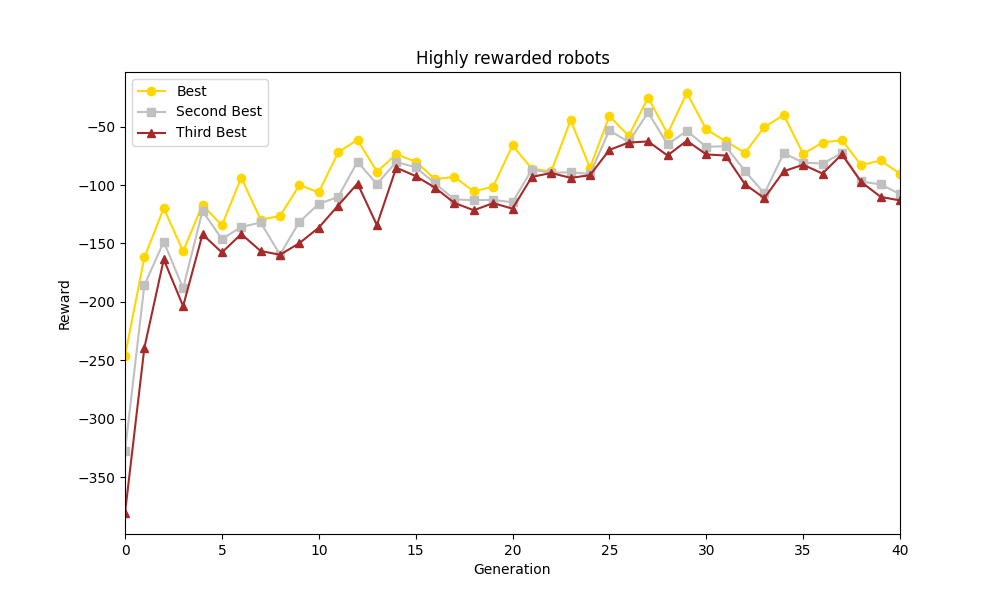 Highly rewarded robots
Best
Second Best
Third Best
Reward
−50
−100
−150
−200
−250
−300
−350
0 5 10 15 20 25 30 35 40
Generation